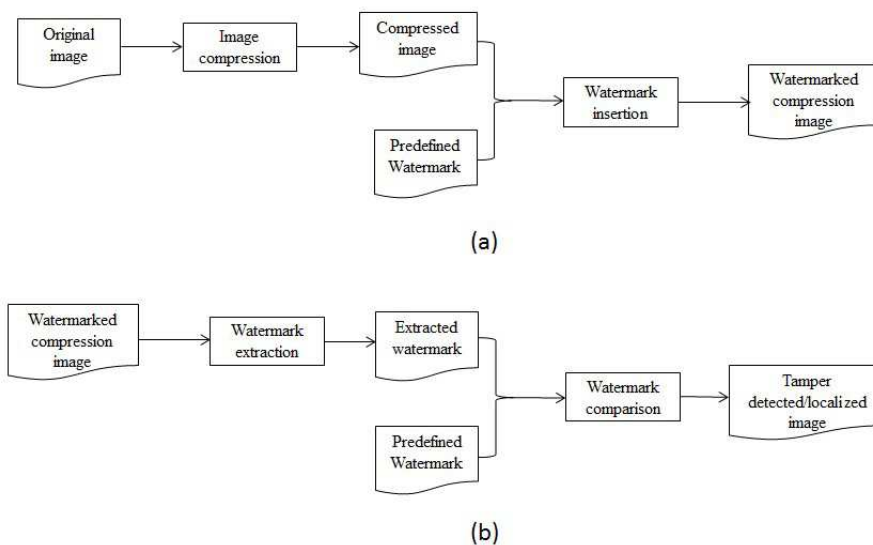 Original
image
Image
compression
Compressed
image
Predefined
Watermark
Watermark
insertion
Watermarked
compression
image
(a)
Watermarked
compression
image
Watermark
extraction
Extracted
watermark
Predefined
Watermark
Watermark
comparison
Tamper
detected/localized
image
(b)